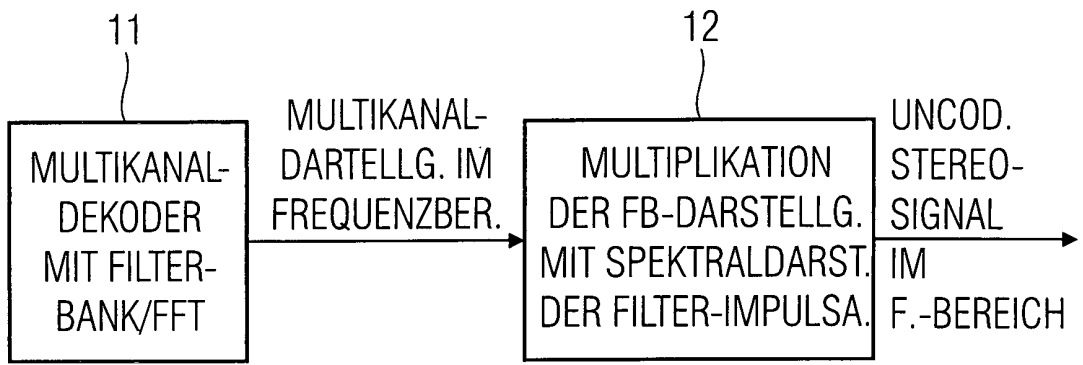 11
12
MULTIKANAL-
DEKODER
MIT FILTER-
BANK/FFT
MULTIKANAL-
DARTELLG. IM
FREQUENZBER.
MULTIPLIKATION
DER FB-DARSTELLG.
MIT SPEKTRALDARST.
DER FILTER-IMPULSA.
UNCOD.
STEREO-
SIGNAL
IM
F.-BEREICH